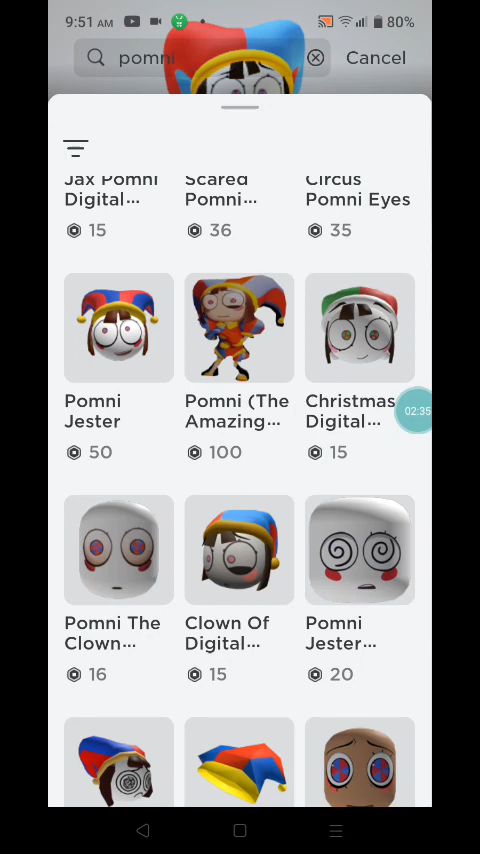 9:51 AM
80%
pomni
Cancel
Jax Pomni
Digital...
15
Scared
Pomni...
36
Circus
Pomni Eyes
35
Pomni
Jester
50
Pomni (The
Amazing...
100
Christmas
Digital...
15
02:35
Pomni The
Clown...
16
Clown Of
Digital...
15
Pomni
Jester...
20